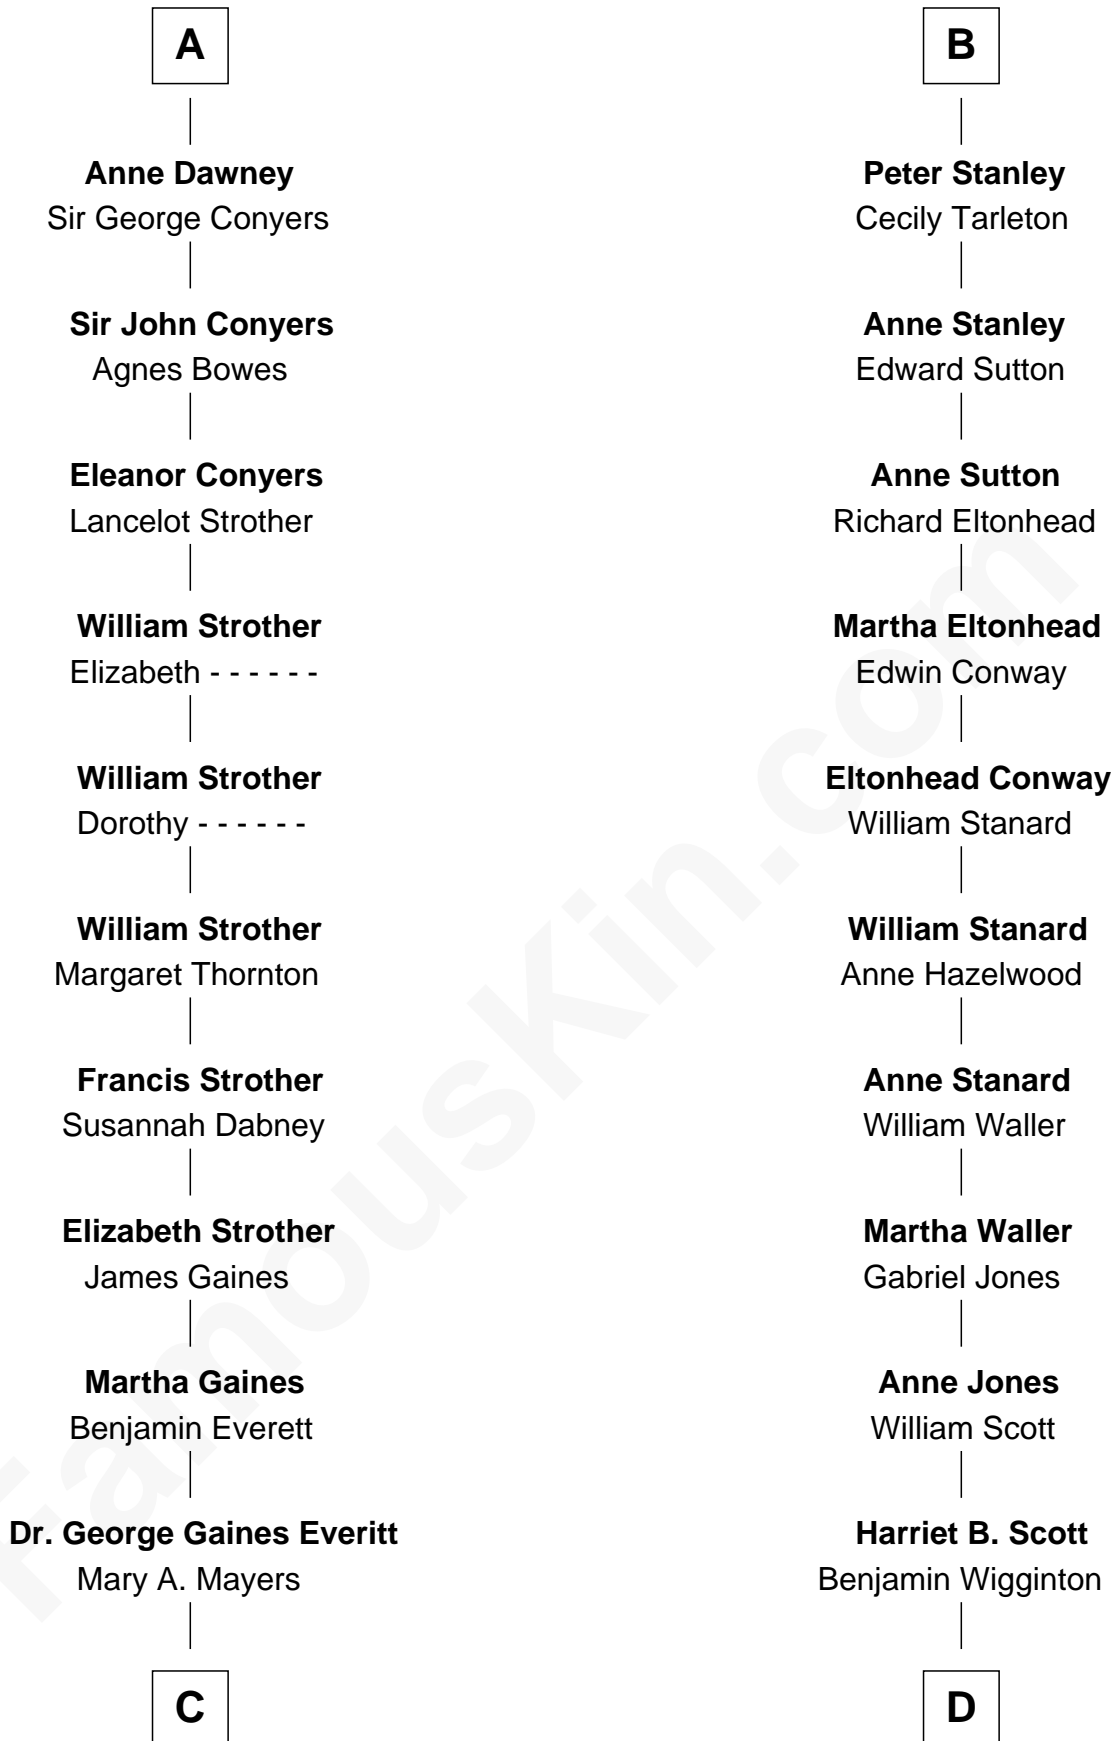 A
Anne Dawney
Sir George Conyers
Sir John Conyers
Agnes Bowes
Eleanor Conyers
Lancelot Strother
William Strother
Elizabeth - - - - - -
William Strother
Dorothy - - - - - -
William Strother
Margaret Thornton
Francis Strother
Susannah Dabney
Elizabeth Strother
James Gaines
Martha Gaines
Benjamin Everett
Dr. George Gaines Everitt
Mary A. Mayers
C
B
Peter Stanley
Cecily Tarleton
Anne Stanley
Edward Sutton
Anne Sutton
Richard Eltonhead
Martha Eltonhead
Edwin Conway
Eltonhead Conway
William Stanard
William Stanard
Anne Hazelwood
Anne Stanard
William Waller
Martha Waller
Gabriel Jones
Anne Jones
William Scott
Harriet B. Scott
Benjamin Wigginton
D
FamousKin.com